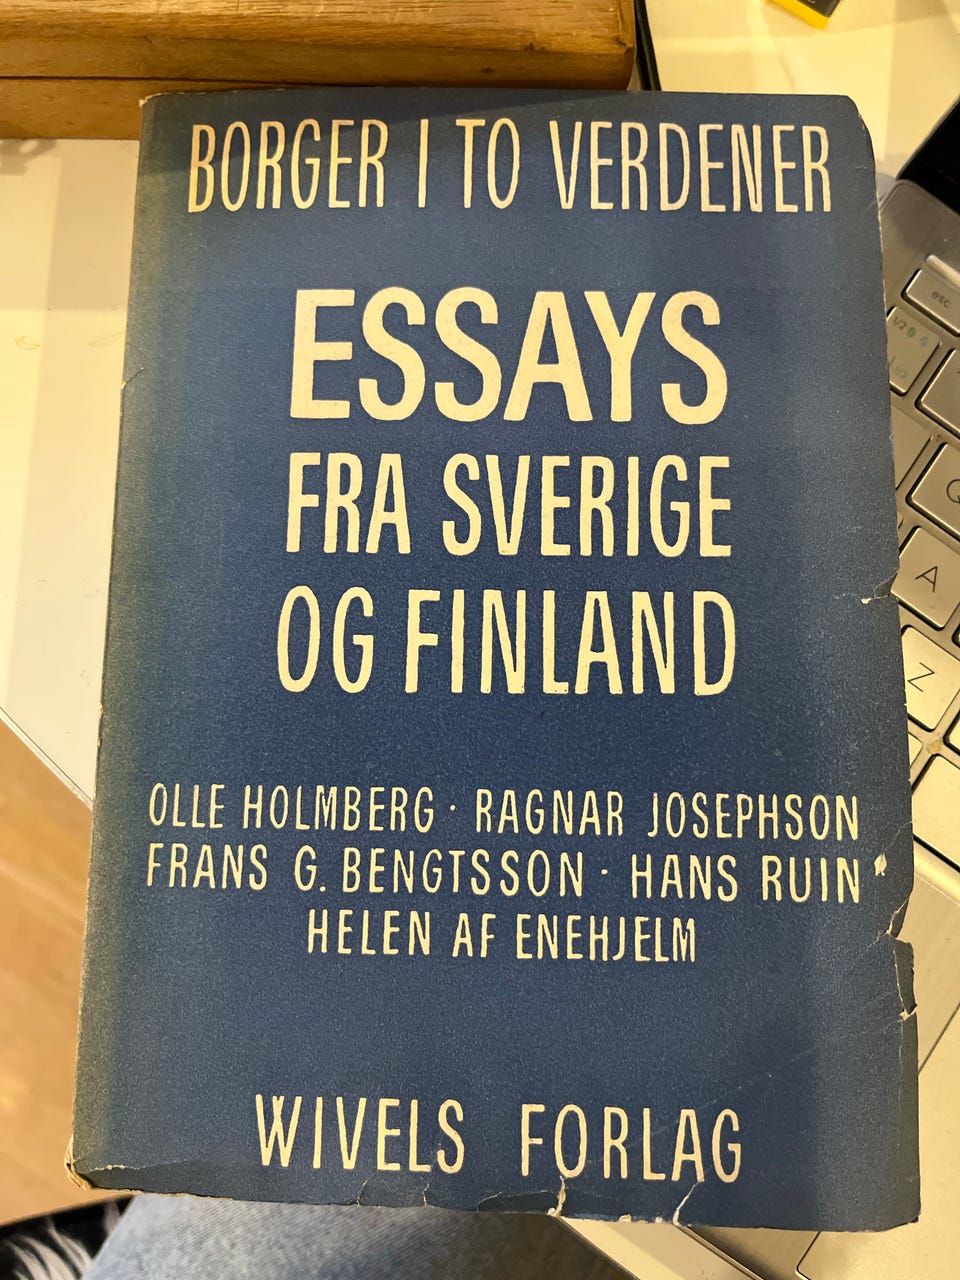 BORGER I TO VERDENER
ESSAYS
FRA SVERIGE
OG FINLAND
OLLE HOLMBERG · RAGNAR JOSEPHSON
FRANS G. BENGTSSON · HANS RUIN
HELEN AF ENEHJELM
WIVELS FORLAG
esc
A
Z